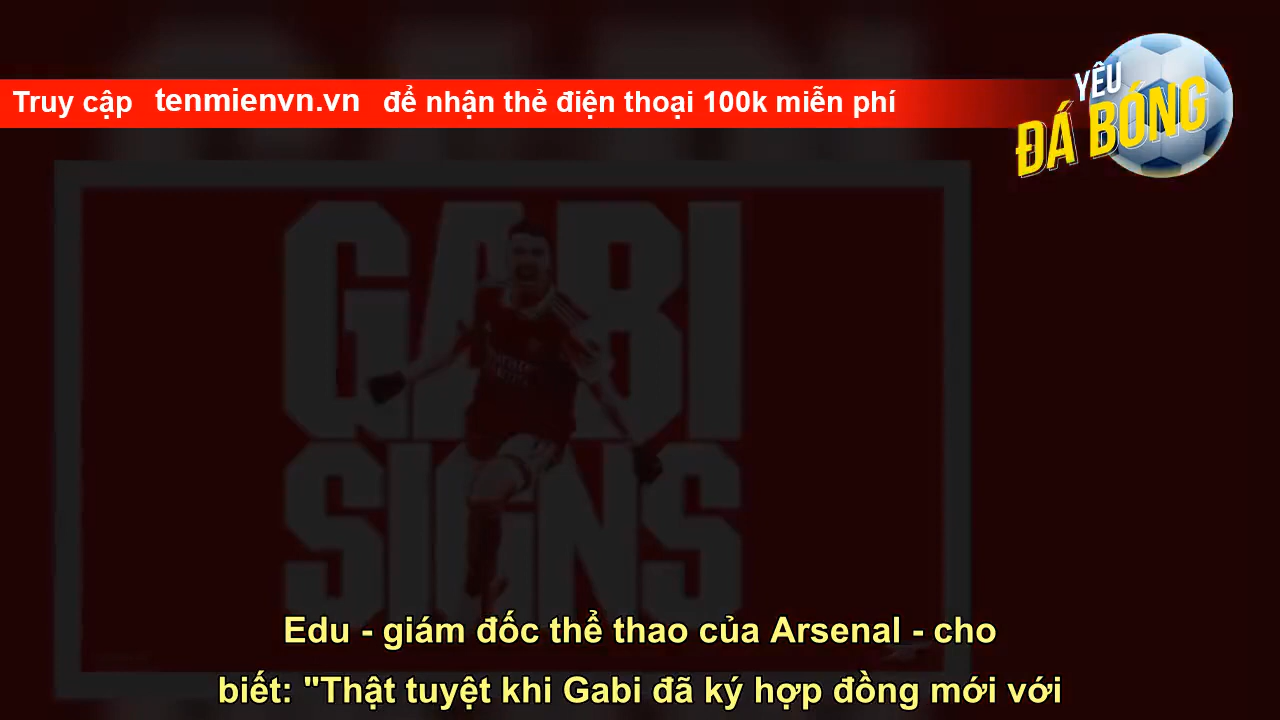 YÊU
ĐÁ BÓNG
Truy cập tenmienvn.vn để nhận thẻ điện thoại 100k miễn phí
GABI
SIGNS
Edu - giám đốc thể thao của Arsenal - cho
biết: "Thật tuyệt khi Gabi đã ký hợp đồng mới với